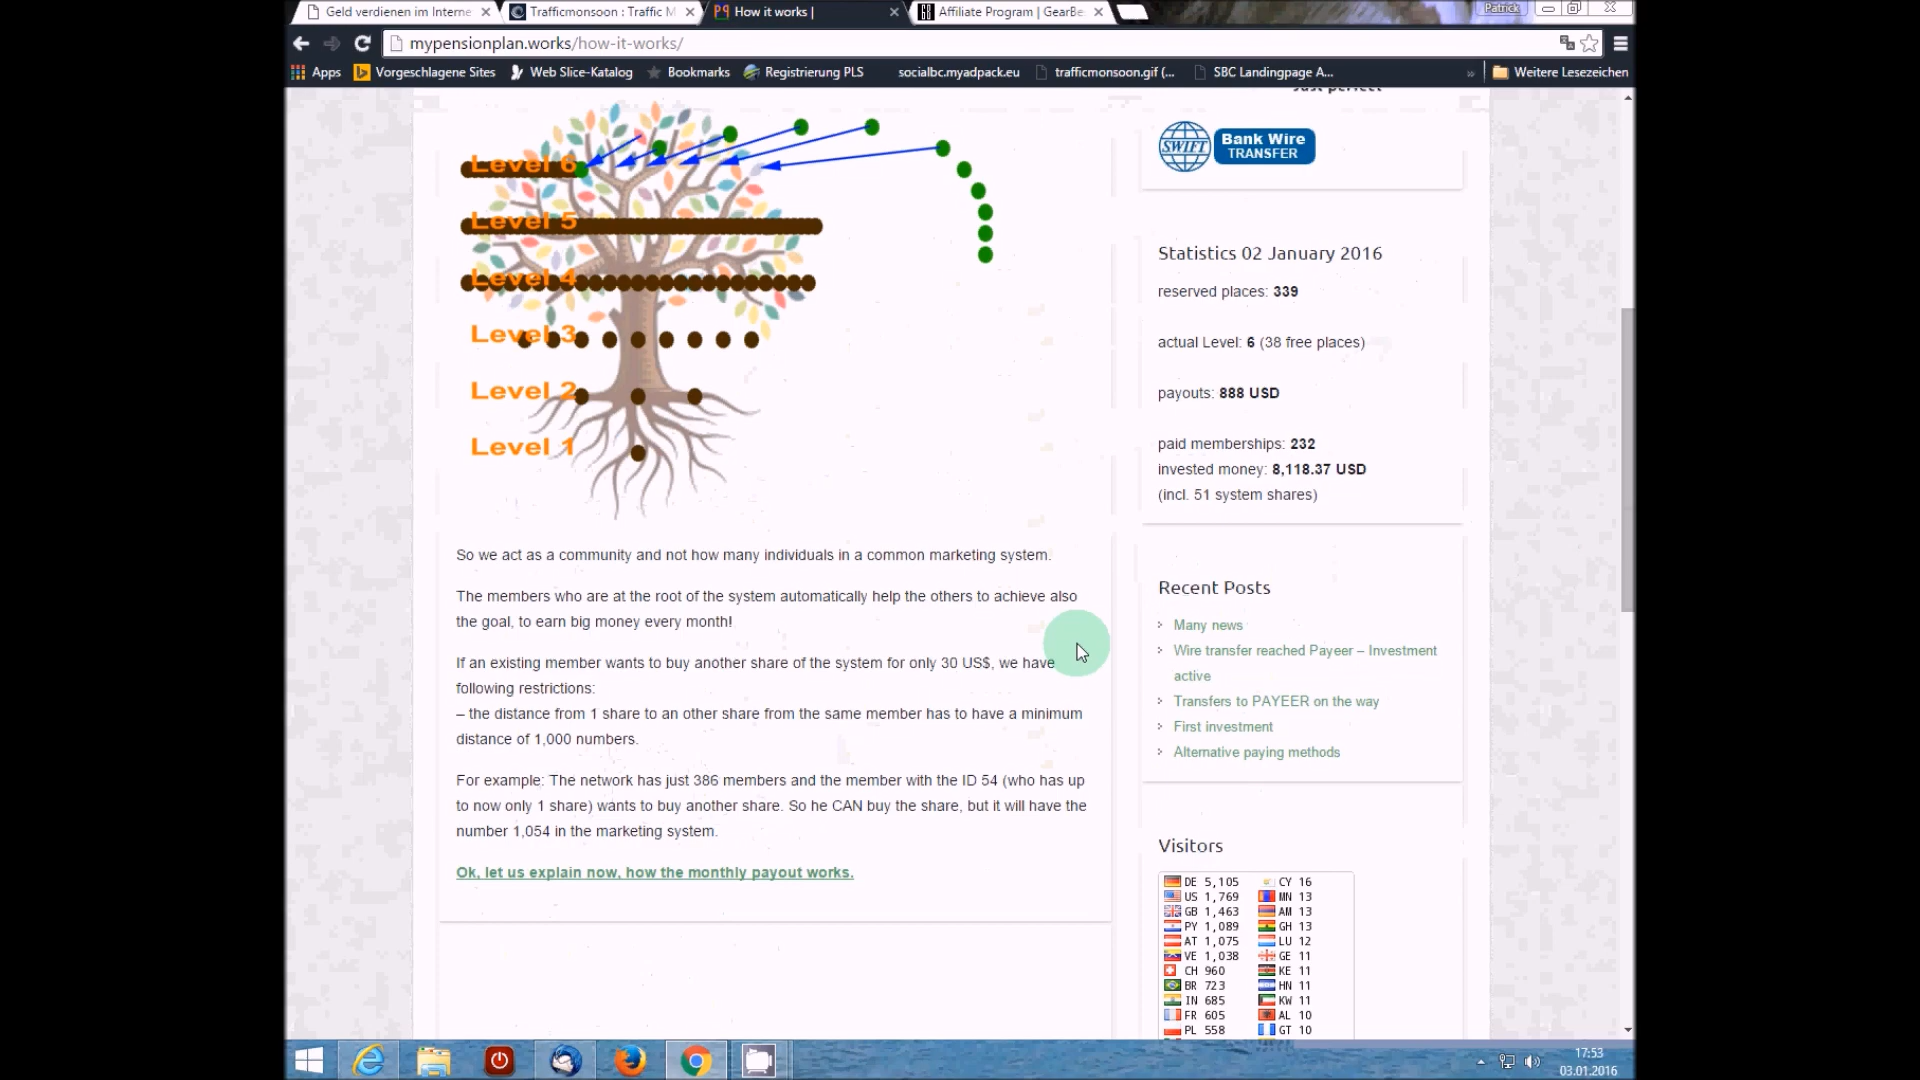 Geld verdienen im Interne
Trafficmonsoon : Traffic M
How it works |
Affiliate Program | GearBe
Patrick
mypensionplan.works/how-it-works/
Apps
Vorgeschlagene Sites
Web Slice-Katalog
Bookmarks
Registrierung PLS
socialbc.myadpack.eu
trafficmonsoon.gif (...
SBC Landingpage A...
»
Weitere Lesezeichen
Level 6
Level 5
Level 4
Level 3
Level 2
Level 1
So we act as a community and not how many individuals in a common marketing system.
The members who are at the root of the system automatically help the others to achieve also
the goal, to earn big money every month!
If an existing member wants to buy another share of the system for only 30 US$, we have
following restrictions:
– the distance from 1 share to an other share from the same member has to have a minimum
distance of 1,000 numbers.
For example: The network has just 386 members and the member with the ID 54 (who has up
to now only 1 share) wants to buy another share. So he CAN buy the share, but it will have the
number 1,054 in the marketing system.
Ok, let us explain now, how the monthly payout works.
just perfect
SWIFT
Bank Wire
TRANSFER
Statistics 02 January 2016
reserved places: 339
actual Level: 6 (38 free places)
payouts: 888 USD
paid memberships: 232
invested money: 8,118.37 USD
(incl. 51 system shares)
Recent Posts
Many news
Wire transfer reached Payeer – Investment
active
Transfers to PAYEER on the way
First investment
Alternative paying methods
Visitors
DE 5,105 CY 16
US 1,769 MN 13
GB 1,463 AM 13
PY 1,089 GH 13
AT 1,075 LU 12
VE 1,038 GE 11
CH 960 KE 11
BR 723 HN 11
IN 685 KW 11
FR 605 AL 10
PL 558 GT 10
17:53
03.01.2016